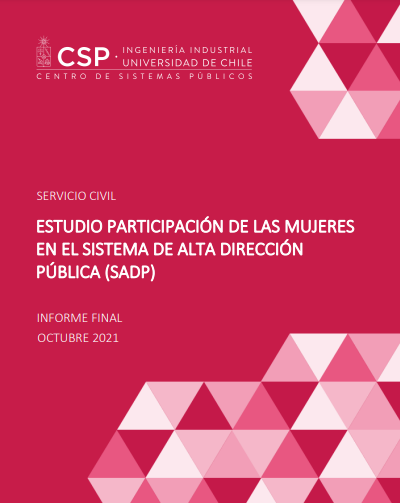 CSP · INGENIERÍA INDUSTRIAL
UNIVERSIDAD DE CHILE
CENTRO DE SISTEMAS PÚBLICOS
SERVICIO CIVIL
ESTUDIO PARTICIPACIÓN DE LAS MUJERES
EN EL SISTEMA DE ALTA DIRECCIÓN
PÚBLICA (SADP)
INFORME FINAL
OCTUBRE 2021